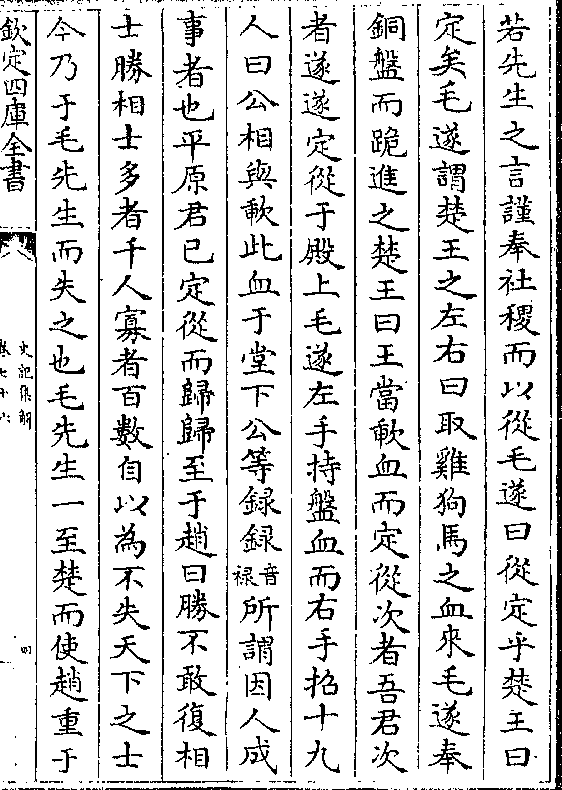 若先生之言謹奉社稷而以從毛遂曰從定乎楚王曰
定矣毛遂謂楚王之左右曰取雞狗馬之血來毛遂奉
銅盤而跪進之楚王曰王當歃血而定從次者吾君次
者遂遂定從于殿上毛遂左手持盤血而右手招十九
人曰公相與歃此血于堂下公等録録音禄所謂因人成
事者也平原君已定從而歸歸至于趙曰勝不敢復相
士勝相士多者千人寡者百數自以為不失天下之士
今乃于毛先生而失之也毛先生一至楚而使趙重于
欽定四庫全書
史記集解
卷七十六
四